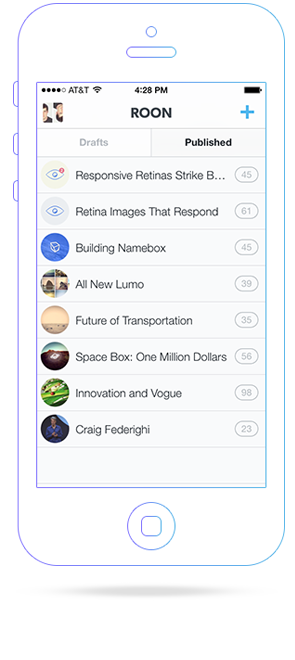 AT&T 4:28 PM
ROON
Drafts Published
Responsive Retinas Strike B... 45
Retina Images That Respond 61
Building Namebox 45
All New Lumo 39
Future of Transportation 35
Space Box: One Million Dollars 56
Innovation and Vogue 98
Craig Federighi 23